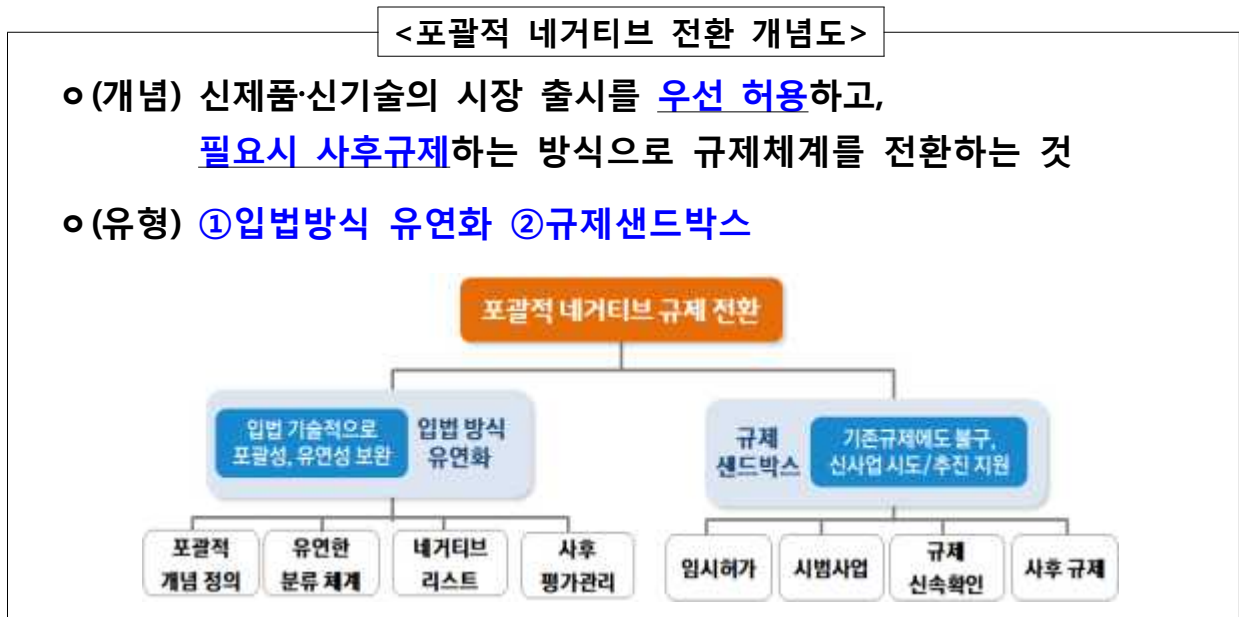 <포괄적 네거티브 전환 개념도>
ㅇ(개념) 신제품·신기술의 시장 출시를 우선 허용하고,
필요시 사후규제하는 방식으로 규제체계를 전환하는 것
ㅇ(유형) ①입법방식 유연화 ②규제샌드박스
포괄적 네거티브 규제 전환
입법 기술적으로
포괄성, 유연성 보완
입법 방식
유연화
규제
샌드박스
기존규제에도 불구,
신사업 시도/추진 지원
포괄적
개념 정의
유연한
분류 체계
네거티브
리스트
사후
평가관리
임시허가
시범사업
규제
신속확인
사후 규제